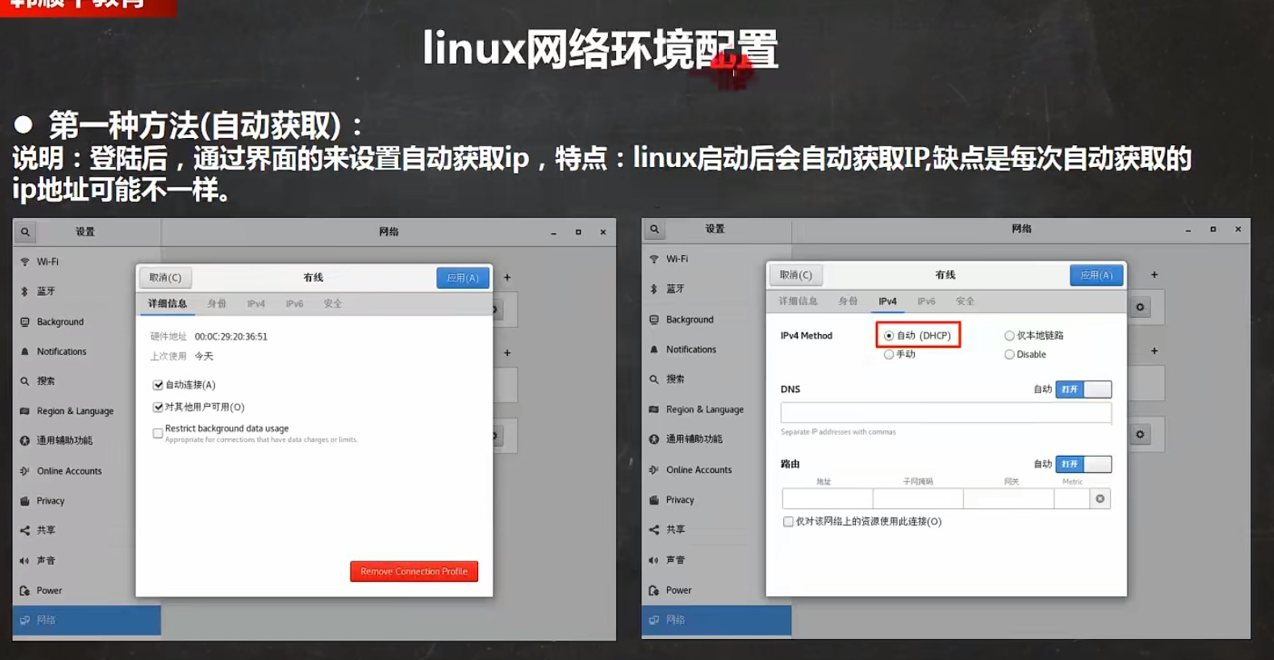 linux网络环境配置
● 第一种方法(自动获取)：
说明：登陆后，通过界面的来设置自动获取ip，特点：linux启动后会自动获取IP,缺点是每次自动获取的
ip地址可能不一样。
设置
网络
Wi-Fi
蓝牙
Background
Notifications
搜索
Region & Language
通用辅助功能
Online Accounts
Privacy
共享
声音
Power
网络
取消(C)
有线
应用(A)
详细信息 身份 IPv4 IPv6 安全
硬件地址 00:0C:29:20:36:51
上次使用 今天
自动连接(A)
对其他用户可用(O)
Restrict background data usage
Appropriate for connections that have data charges or limits.
Remove Connection Profile
设置
网络
Wi-Fi
蓝牙
Background
Notifications
搜索
Region & Language
通用辅助功能
Online Accounts
Privacy
共享
声音
Power
网络
取消(C)
有线
应用(A)
详细信息 身份 IPv4 IPv6 安全
IPv4 Method 自动 (DHCP) 仅本地链路
手动 Disable
DNS 自动 打开
Separate IP addresses with commas
路由 自动 打开
地址 子网掩码 网关 Metric
仅对该网络上的资源使用此连接(O)